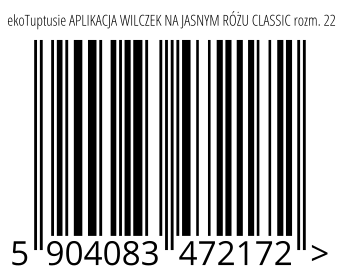 ekoTuptusie APLIKACJA WILCZEK NA JASNYM RÓŻU CLASSIC rozm. 22
5 904083 472172 >